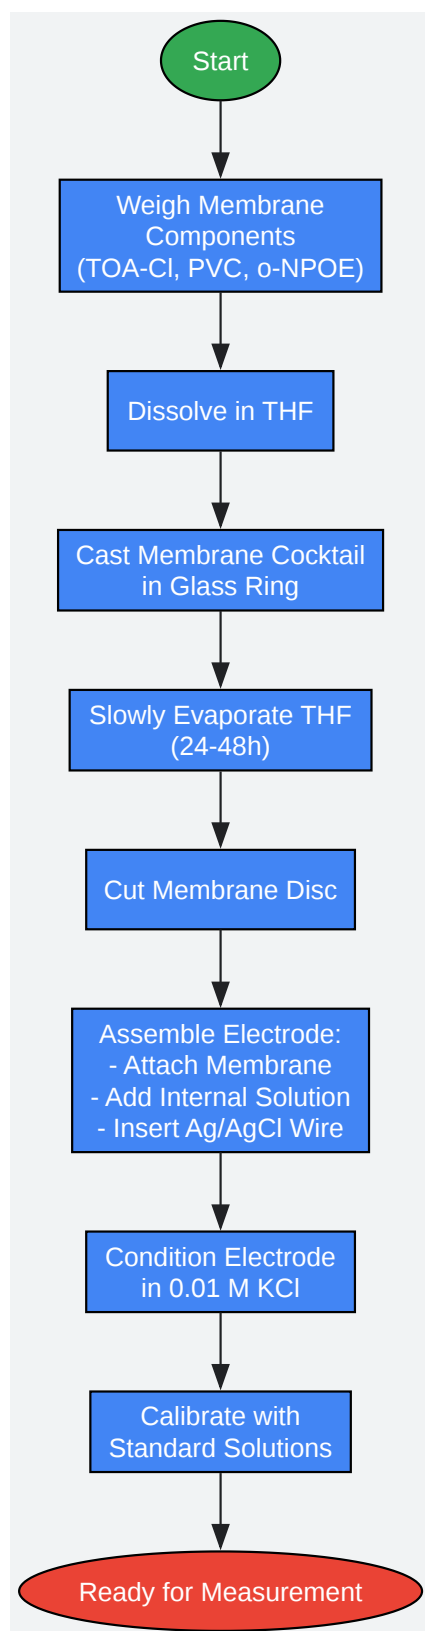 Start
Weigh Membrane
Components
(TOA-Cl, PVC, o-NPOE)
Dissolve in THF
Cast Membrane Cocktail
in Glass Ring
Slowly Evaporate THF
(24-48h)
Cut Membrane Disc
Assemble Electrode:
- Attach Membrane
- Add Internal Solution
- Insert Ag/AgCl Wire
Condition Electrode
in 0.01 M KCl
Calibrate with
Standard Solutions
Ready for Measurement